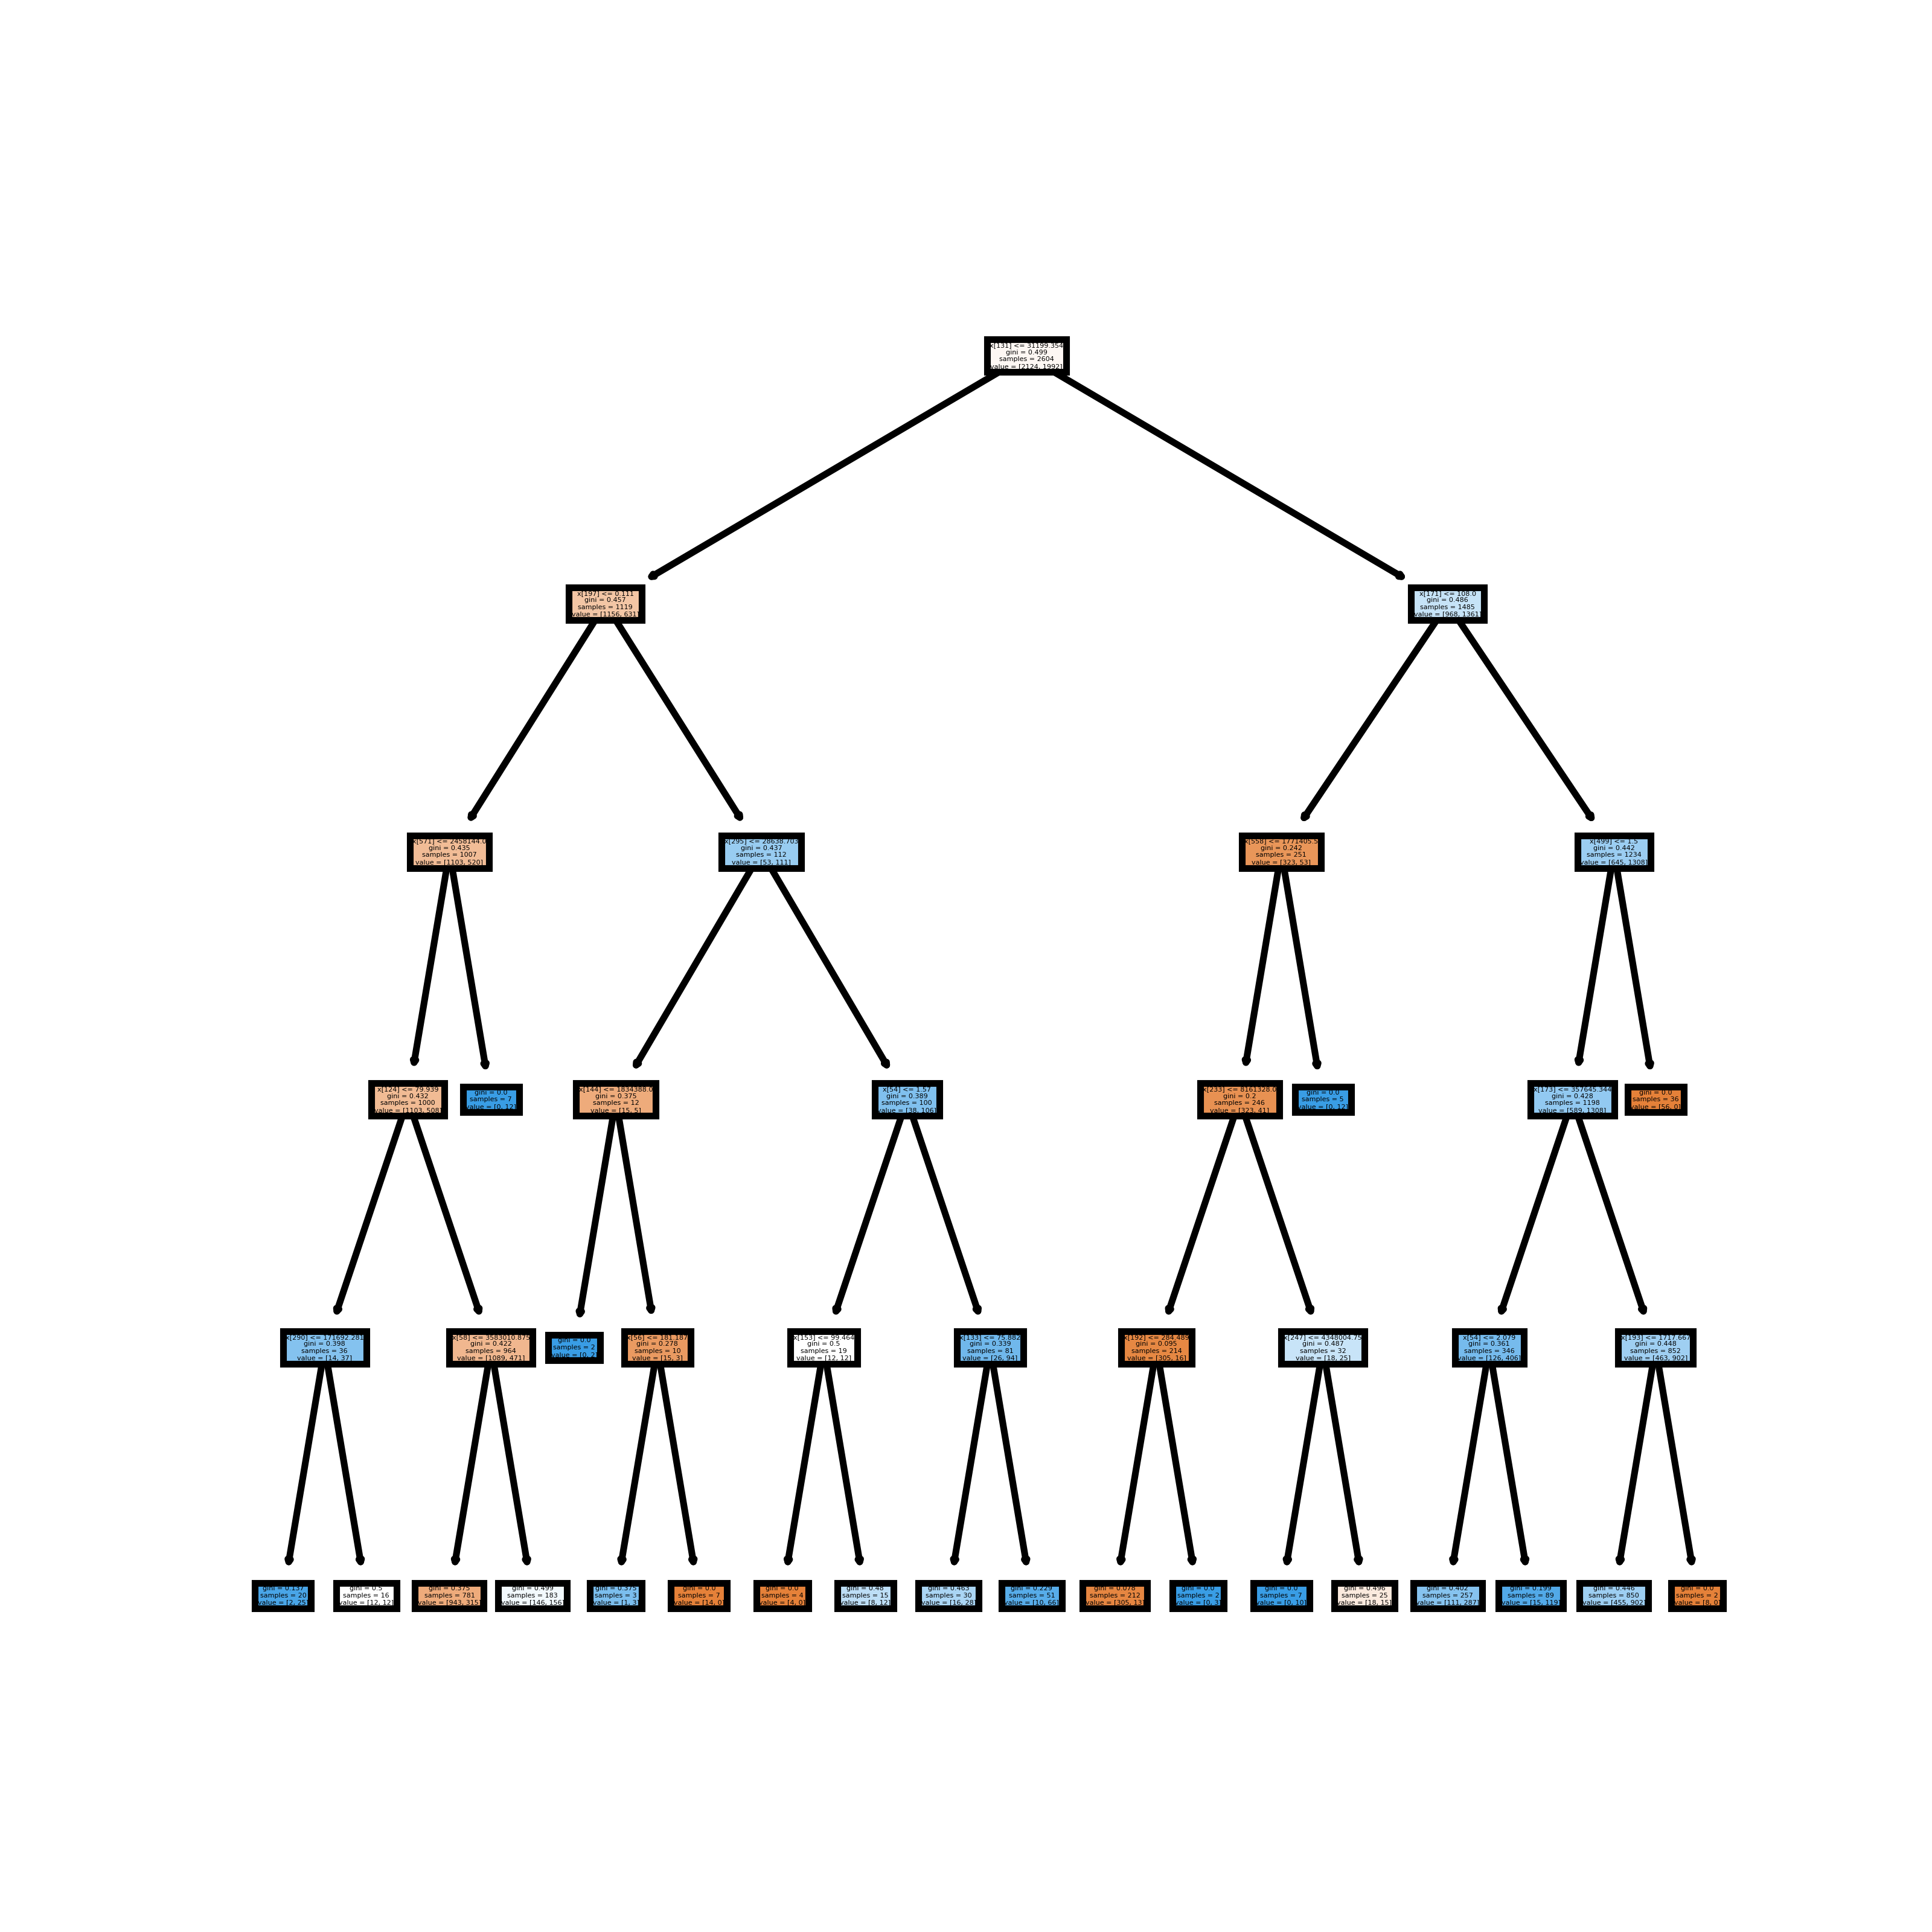 x[131] <= 31199.354
gini = 0.499
samples = 2604
value = [2124, 1992]
x[197] <= 0.111
gini = 0.457
samples = 1119
value = [1156, 631]
x[171] <= 108.0
gini = 0.486
samples = 1485
value = [968, 1361]
x[571] <= 2458144.0
gini = 0.435
samples = 1007
value = [1103, 520]
x[295] <= 28638.703
gini = 0.437
samples = 112
value = [53, 111]
x[558] <= 1771405.5
gini = 0.242
samples = 251
value = [323, 53]
x[499] <= 1.5
gini = 0.442
samples = 1234
value = [645, 1308]
x[124] <= 79.939
gini = 0.432
samples = 1000
value = [1103, 508]
gini = 0.0
samples = 7
value = [0, 12]
x[144] <= 1834388.0
gini = 0.375
samples = 12
value = [15, 5]
x[54] <= 1.57
gini = 0.389
samples = 100
value = [38, 106]
x[233] <= 8161328.0
gini = 0.2
samples = 246
value = [323, 41]
gini = 0.0
samples = 5
value = [0, 12]
x[173] <= 357645.344
gini = 0.428
samples = 1198
value = [589, 1308]
gini = 0.0
samples = 36
value = [56, 0]
x[290] <= 171692.281
gini = 0.398
samples = 36
value = [14, 37]
x[58] <= 3583010.875
gini = 0.422
samples = 964
value = [1089, 471]
gini = 0.0
samples = 2
value = [0, 2]
x[56] <= 181.187
gini = 0.278
samples = 10
value = [15, 3]
x[153] <= 99.464
gini = 0.5
samples = 19
value = [12, 12]
x[133] <= 75.882
gini = 0.339
samples = 81
value = [26, 94]
x[192] <= 284.489
gini = 0.095
samples = 214
value = [305, 16]
x[247] <= 4348004.75
gini = 0.487
samples = 32
value = [18, 25]
x[54] <= 2.079
gini = 0.361
samples = 346
value = [126, 406]
x[193] <= 1717.667
gini = 0.448
samples = 852
value = [463, 902]
gini = 0.137
samples = 20
value = [2, 25]
gini = 0.5
samples = 16
value = [12, 12]
gini = 0.375
samples = 781
value = [943, 315]
gini = 0.499
samples = 183
value = [146, 156]
gini = 0.375
samples = 3
value = [1, 3]
gini = 0.0
samples = 7
value = [14, 0]
gini = 0.0
samples = 4
value = [4, 0]
gini = 0.48
samples = 15
value = [8, 12]
gini = 0.463
samples = 30
value = [16, 28]
gini = 0.229
samples = 51
value = [10, 66]
gini = 0.078
samples = 212
value = [305, 13]
gini = 0.0
samples = 2
value = [0, 3]
gini = 0.0
samples = 7
value = [0, 10]
gini = 0.496
samples = 25
value = [18, 15]
gini = 0.402
samples = 257
value = [111, 287]
gini = 0.199
samples = 89
value = [15, 119]
gini = 0.446
samples = 850
value = [455, 902]
gini = 0.0
samples = 2
value = [8, 0]